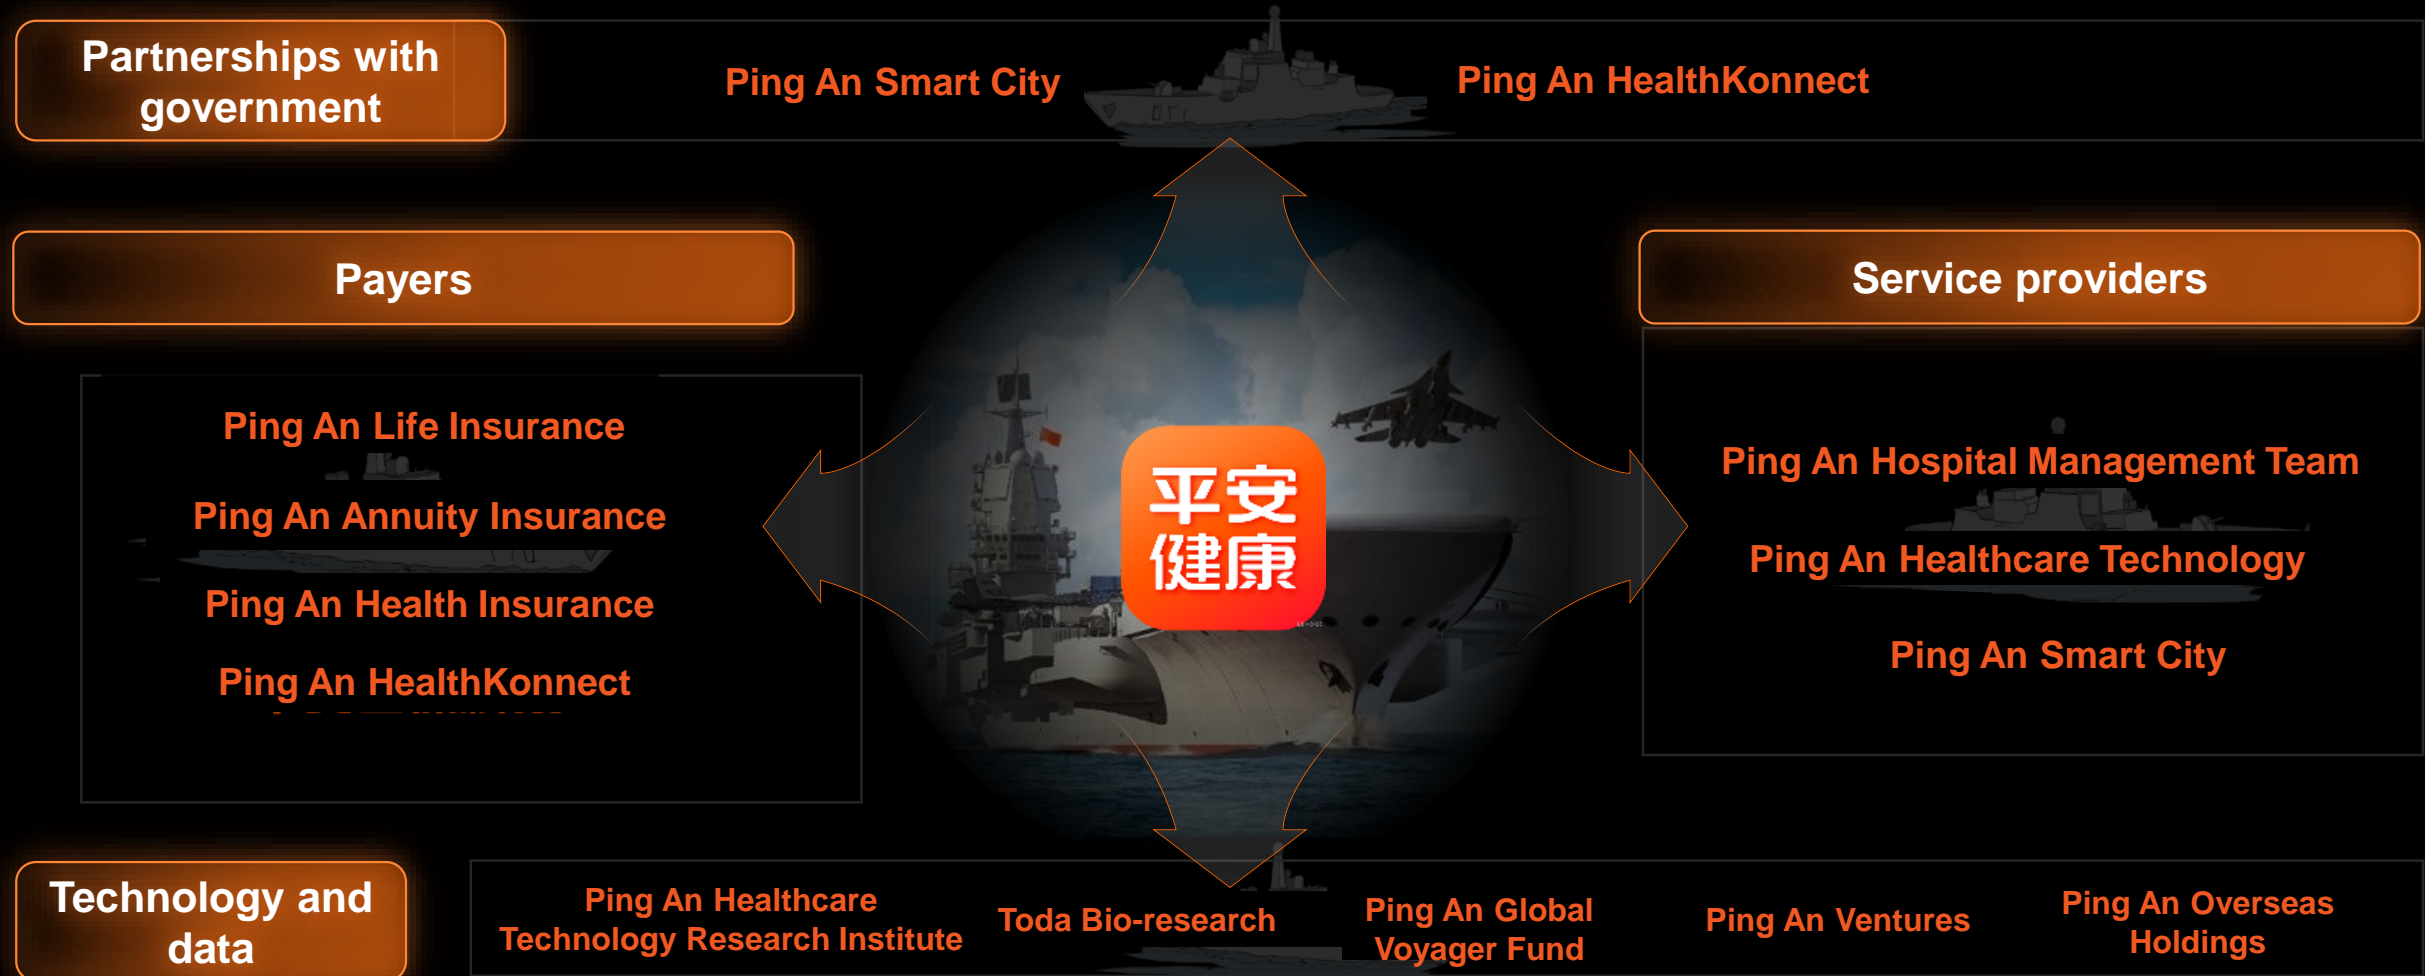 Partnerships with
government
Ping An Smart City
Ping An HealthKonnect
Payers
Service providers
Ping An Life Insurance
Ping An Annuity Insurance
Ping An Health Insurance
Ping An HealthKonnect
平安
健康
Ping An Hospital Management Team
Ping An Healthcare Technology
Ping An Smart City
Technology and
data
Ping An Healthcare
Technology Research Institute
Toda Bio-research
Ping An Global
Voyager Fund
Ping An Ventures
Ping An Overseas
Holdings